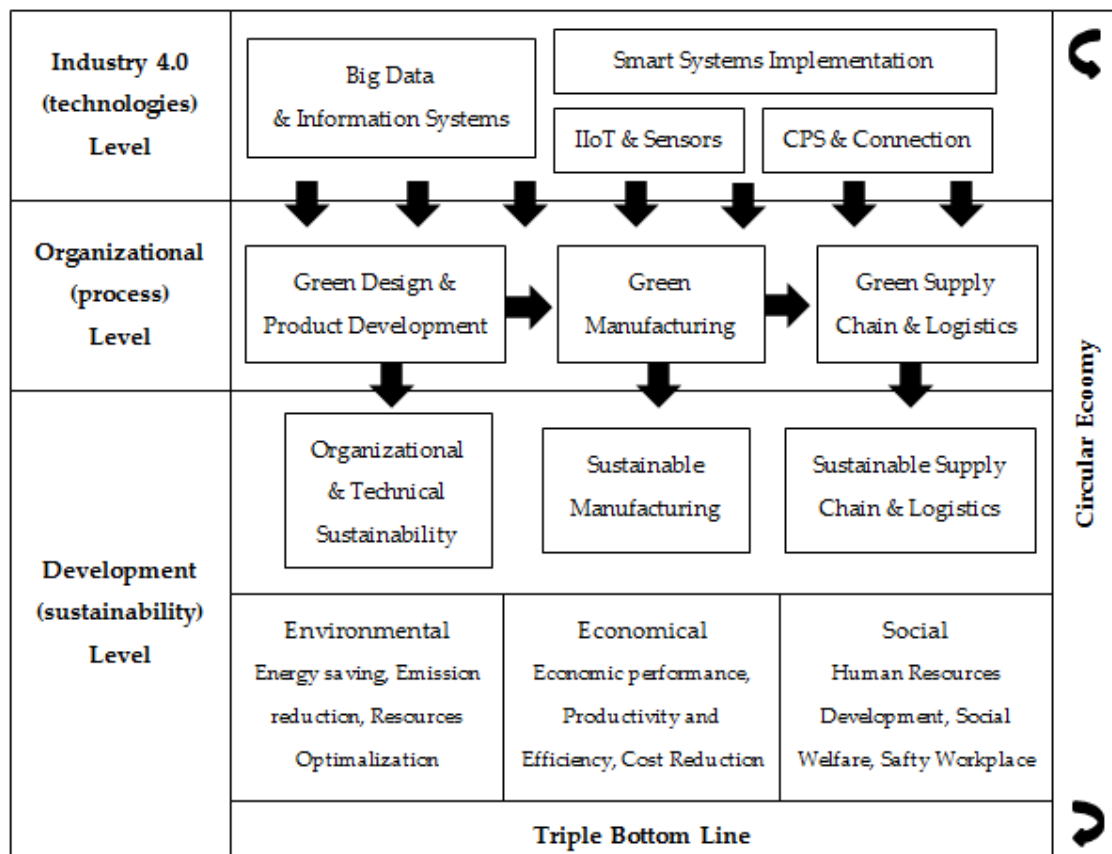 Industry 4.0
(technologies)
Level
Big Data
& Information Systems
Smart Systems Implementation
IIoT & Sensors
CPS & Connection
Organizational
(process)
Level
Green Design &
Product Development
Green
Manufacturing
Green Supply
Chain & Logistics
Development
(sustainability)
Level
Organizational
& Technical
Sustainability
Sustainable
Manufacturing
Sustainable Supply
Chain & Logistics
Environmental
Energy saving, Emission
reduction, Resources
Optimalization
Economical
Economic performance,
Productivity and
Efficiency, Cost Reduction
Social
Human Resources
Development, Social
Welfare, Safty Workplace
Triple Bottom Line
Circular Ecoomy